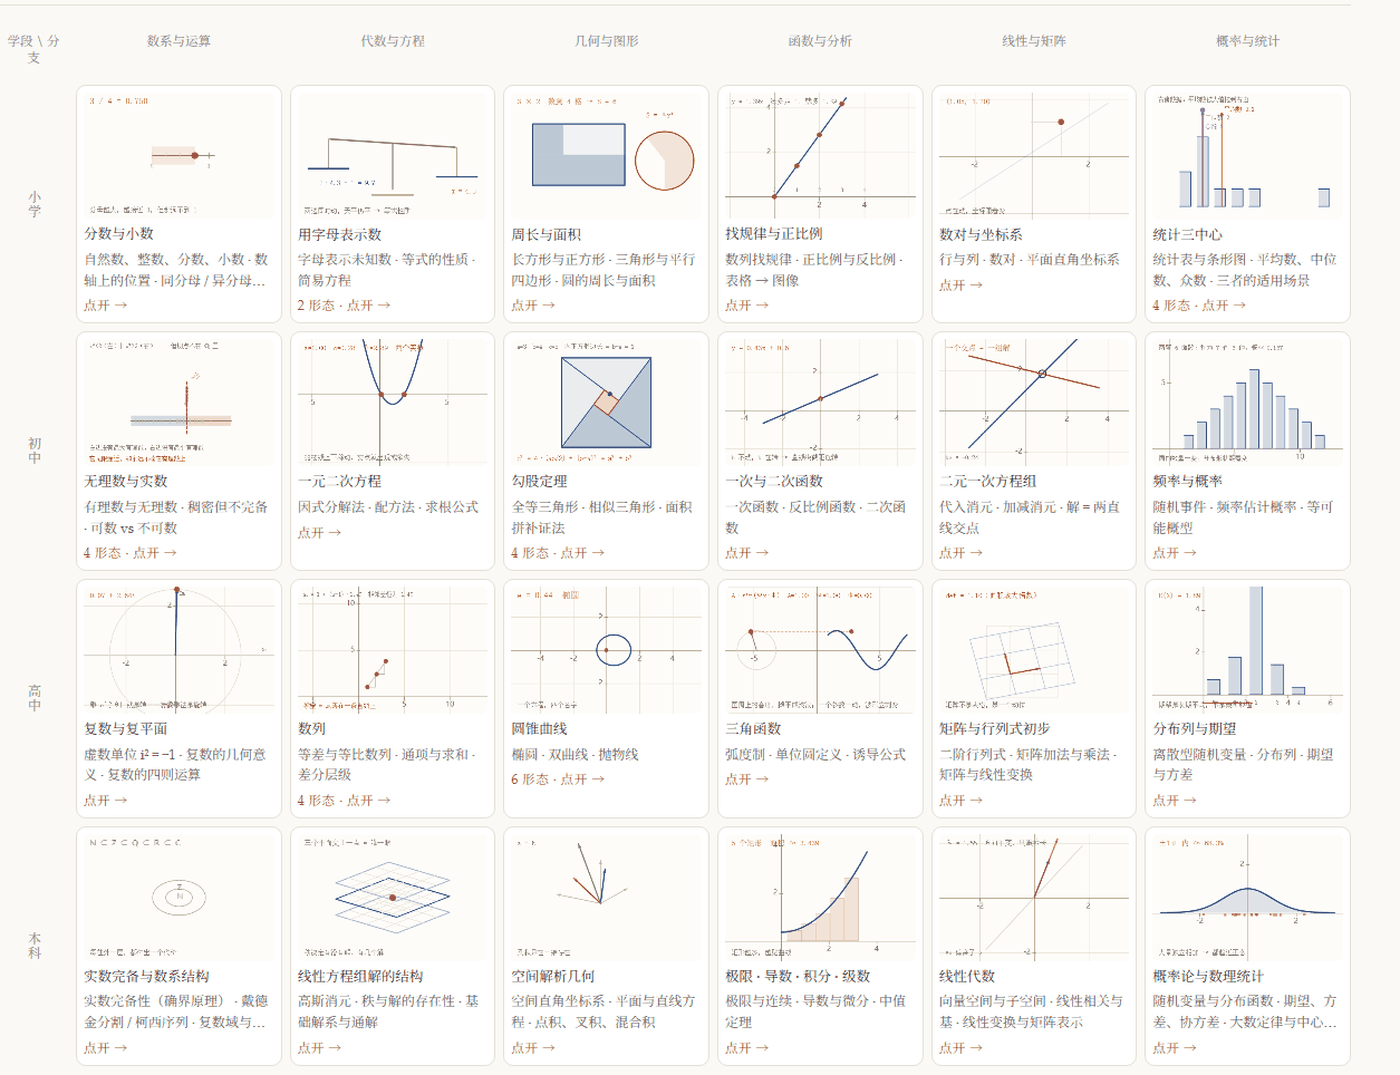 学段 \ 分支
数系与运算
代数与方程
几何与图形
函数与分析
线性与矩阵
概率与统计
小学
3 / 4 = 0.750
分数与小数
自然数、整数、分数、小数 · 数
轴上的位置 · 同分母 / 异分母…
点开 →
用字母表示数
字母表示未知数 · 等式的性质 ·
简易方程
2 形态 · 点开 →
周长与面积
长方形与正方形 · 三角形与平行
四边形 · 圆的周长与面积
点开 →
找规律与正比例
数列找规律 · 正比例与反比例 ·
表格 → 图像
点开 →
数对与坐标系
行与列 · 数对 · 平面直角坐标系
点开 →
统计三中心
统计表与条形图 · 平均数、中位
数、众数 · 三者的适用场景
4 形态 · 点开 →
初中
无理数与实数
有理数与无理数 · 稠密但不完备
· 可数 vs 不可数
4 形态 · 点开 →
一元二次方程
因式分解法 · 配方法 · 求根公式
点开 →
勾股定理
全等三角形 · 相似三角形 · 面积
拼补证法
4 形态 · 点开 →
一次与二次函数
一次函数 · 反比例函数 · 二次函
数
点开 →
二元一次方程组
代入消元 · 加减消元 · 解 = 两直
线交点
点开 →
频率与概率
随机事件 · 频率估计概率 · 等可
能概型
点开 →
高中
复数与复平面
虚数单位 i² = −1 · 复数的几何意
义 · 复数的四则运算
点开 →
数列
等差与等比数列 · 通项与求和 ·
差分层级
4 形态 · 点开 →
e = 0.44 椭圆
圆锥曲线
椭圆 · 双曲线 · 抛物线
6 形态 · 点开 →
三角函数
弧度制 · 单位圆定义 · 诱导公式
点开 →
矩阵与行列式初步
二阶行列式 · 矩阵加法与乘法 ·
矩阵与线性变换
点开 →
分布列与期望
离散型随机变量 · 分布列 · 期望
与方差
点开 →
本科
实数完备与数系结构
实数完备性（确界原理） · 戴德
金分割 / 柯西序列 · 复数域与…
点开 →
线性方程组解的结构
高斯消元 · 秩与解的存在性 · 基
础解系与通解
点开 →
空间解析几何
空间直角坐标系 · 平面与直线方
程 · 点积、叉积、混合积
点开 →
极限 · 导数 · 积分 · 级数
极限与连续 · 导数与微分 · 中值
定理
点开 →
线性代数
向量空间与子空间 · 线性相关与
基 · 线性变换与矩阵表示
点开 →
概率论与数理统计
随机变量与分布函数 · 期望、方
差、协方差 · 大数定律与中心…
点开 →